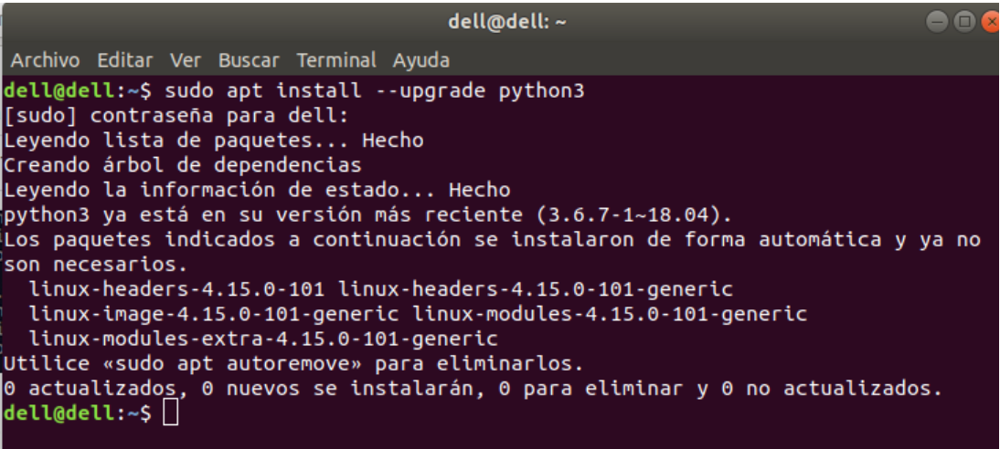 dell@dell: ~
Archivo Editar Ver Buscar Terminal Ayuda
dell@dell:~$ sudo apt install --upgrade python3
[sudo] contraseña para dell:
Leyendo lista de paquetes... Hecho
Creando árbol de dependencias
Leyendo la información de estado... Hecho
python3 ya está en su versión más reciente (3.6.7-1~18.04).
Los paquetes indicados a continuación se instalaron de forma automática y ya no
son necesarios.
  linux-headers-4.15.0-101 linux-headers-4.15.0-101-generic
  linux-image-4.15.0-101-generic linux-modules-4.15.0-101-generic
  linux-modules-extra-4.15.0-101-generic
Utilice «sudo apt autoremove» para eliminarlos.
0 actualizados, 0 nuevos se instalarán, 0 para eliminar y 0 no actualizados.
dell@dell:~$